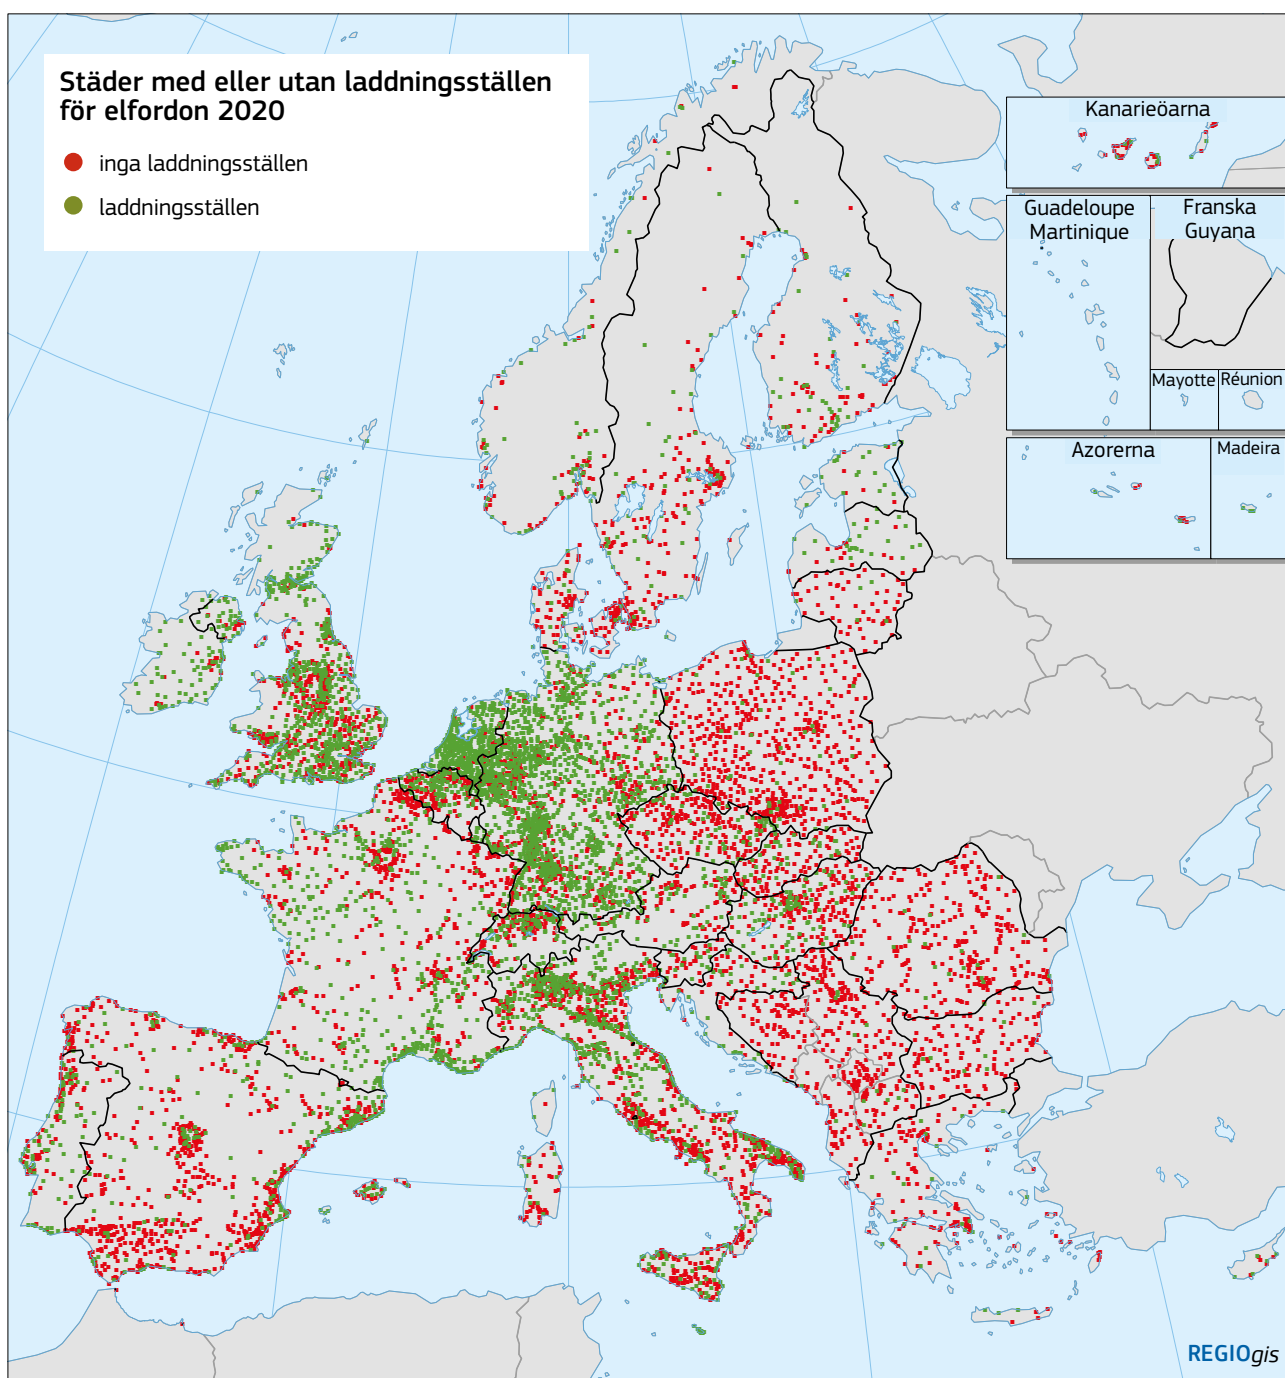 Städer med eller utan laddningsställen
för elfordon 2020
inga laddningsställen
laddningsställen
Kanarieöarna
Guadeloupe
Martinique
Franska
Guyana
Mayotte
Réunion
Azorerna
Madeira
REGIOgis